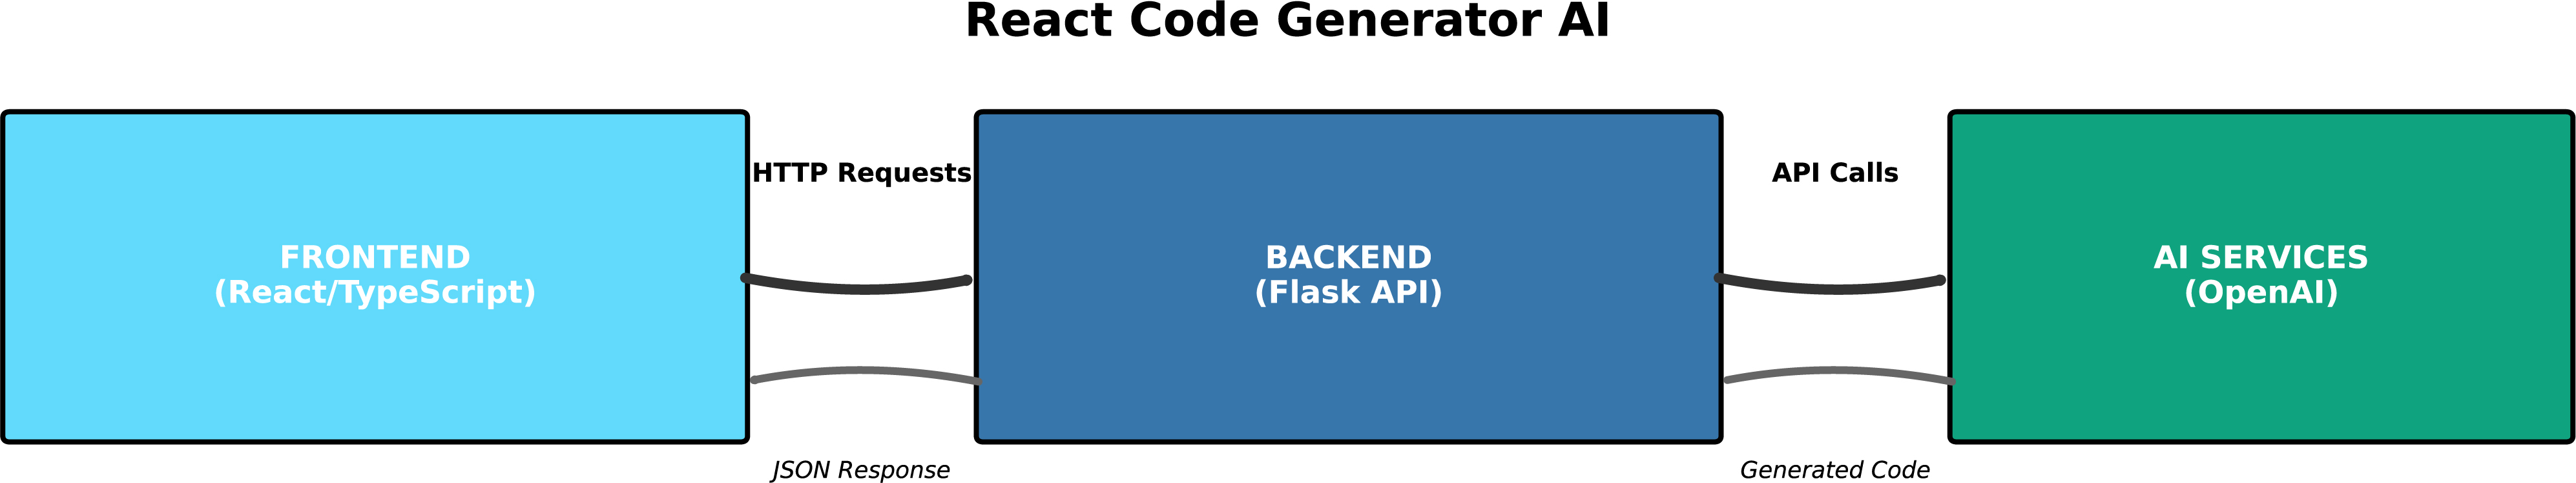 React Code Generator AI
HTTP Requests
API Calls
FRONTEND
(React/TypeScript)
BACKEND
(Flask API)
AI SERVICES
(OpenAI)
JSON Response
Generated Code